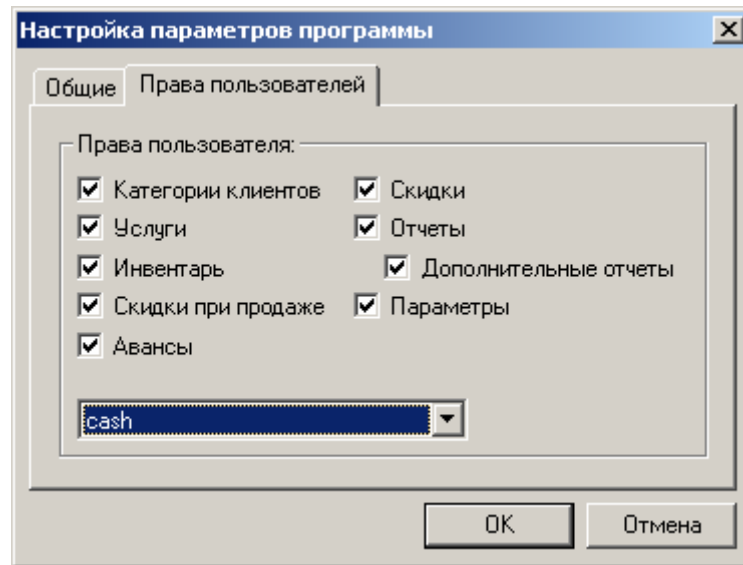 Настройка параметров программы
Общие
Права пользователей
Права пользователя:
Категории клиентов
Скидки
Услуги
Отчеты
Инвентарь
Дополнительные отчеты
Скидки при продаже
Параметры
Авансы
cash
OK
Отмена